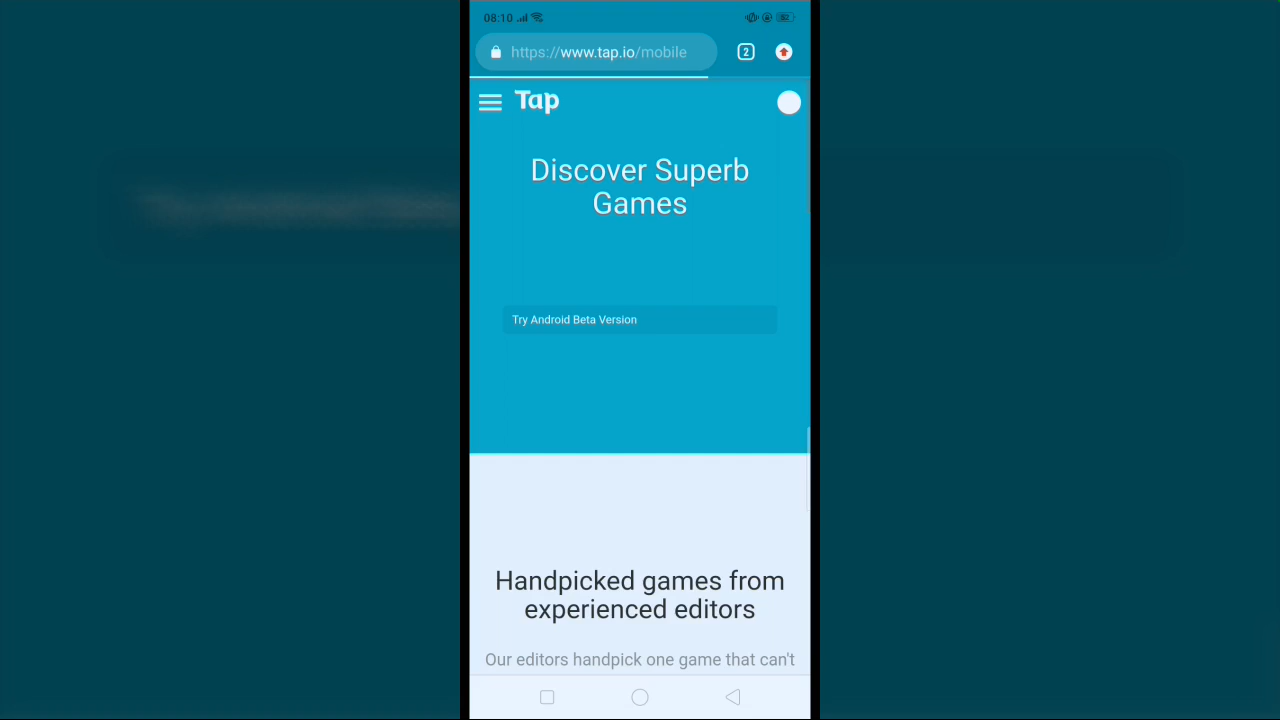 08:10
https://www.tap.io/mobile
2
Tap
Discover Superb
Games
Try Android Beta Version
Handpicked games from
experienced editors
Our editors handpick one game that can't